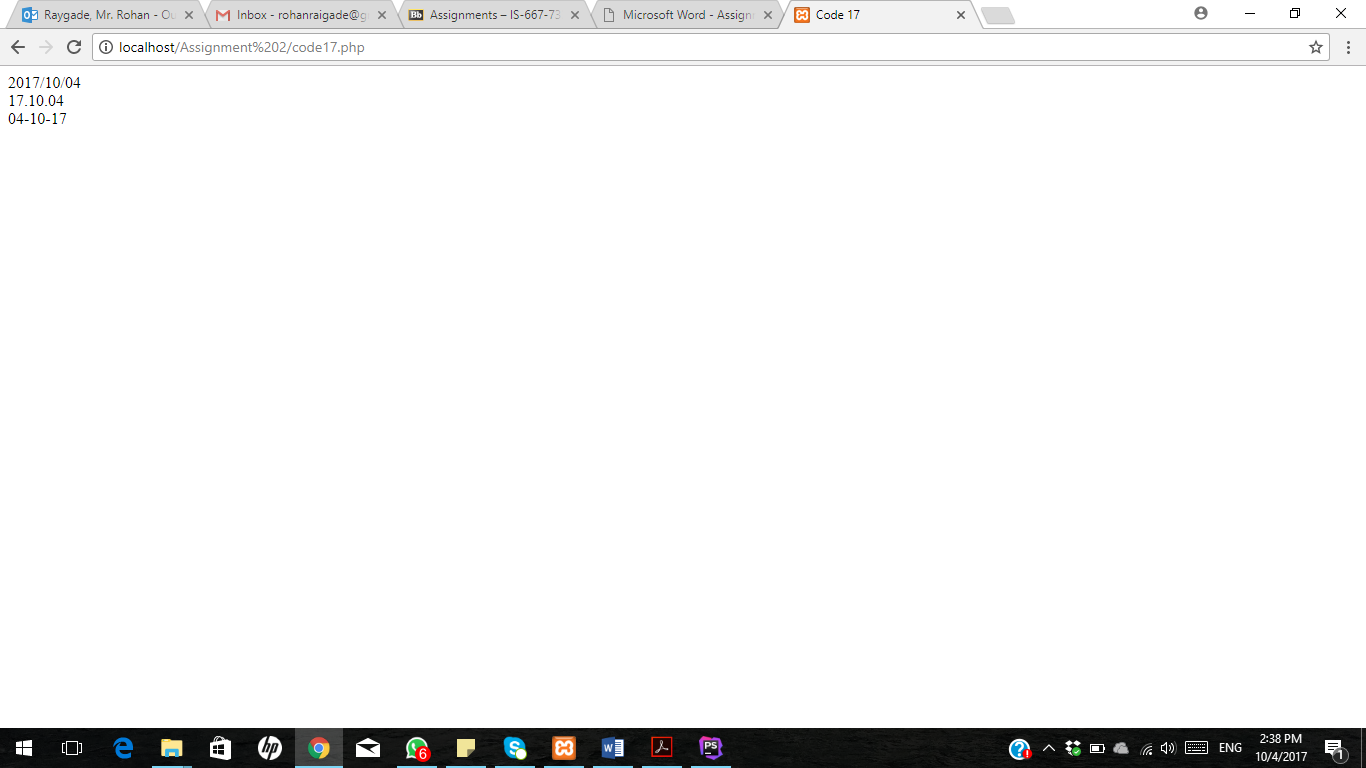 Raygade, Mr. Rohan - Ou
Inbox - rohanraigade@g
Assignments – IS-667-73
Microsoft Word - Assign
Code 17
localhost/Assignment%202/code17.php
2017/10/04
17.10.04
04-10-17
hp
6
PS
ENG
2:38 PM
10/4/2017
1